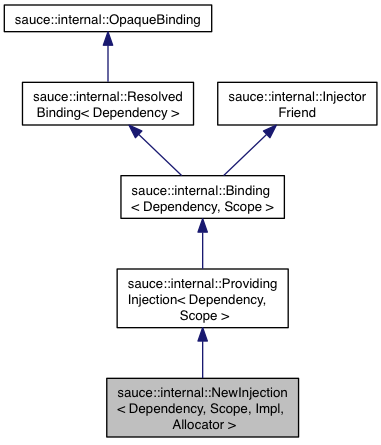 sauce::internal::OpaqueBinding
sauce::internal::Resolved
Binding< Dependency >
sauce::internal::Injector
Friend
sauce::internal::Binding
< Dependency, Scope >
sauce::internal::Providing
Injection< Dependency,
Scope >
sauce::internal::NewInjection
< Dependency, Scope, Impl,
Allocator >